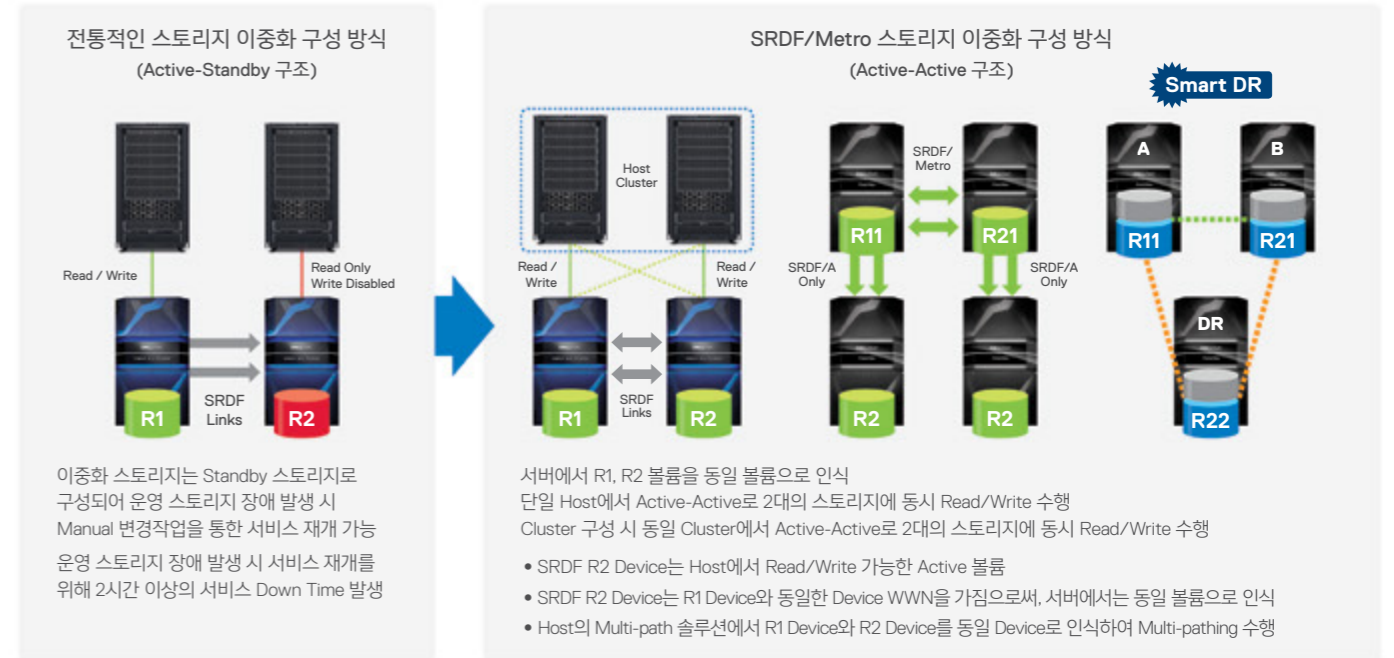 전통적인 스토리지 이중화 구성 방식
(Active-Standby 구조)
Read / Write
Read Only
Write Disabled
SRDF
Links
R1
R2
이중화 스토리지는 Standby 스토리지로
구성되어 운영 스토리지 장애 발생 시
Manual 변경작업을 통한 서비스 재개 가능
운영 스토리지 장애 발생 시 서비스 재개를
위해 2시간 이상의 서비스 Down Time 발생
SRDF/Metro 스토리지 이중화 구성 방식
(Active-Active 구조)
Smart DR
Host
Cluster
Read /
Write
Read /
Write
SRDF
Links
R1
R2
SRDF/
Metro
R11
R21
SRDF/A
Only
SRDF/A
Only
R2
R2
A
B
R11
R21
DR
R22
서버에서 R1, R2 볼륨을 동일 볼륨으로 인식
단일 Host에서 Active-Active로 2대의 스토리지에 동시 Read/Write 수행
Cluster 구성 시 동일 Cluster에서 Active-Active로 2대의 스토리지에 동시 Read/Write 수행
• SRDF R2 Device는 Host에서 Read/Write 가능한 Active 볼륨
• SRDF R2 Device는 R1 Device와 동일한 Device WWN을 가짐으로써, 서버에서는 동일 볼륨으로 인식
• Host의 Multi-path 솔루션에서 R1 Device와 R2 Device를 동일 Device로 인식하여 Multi-pathing 수행